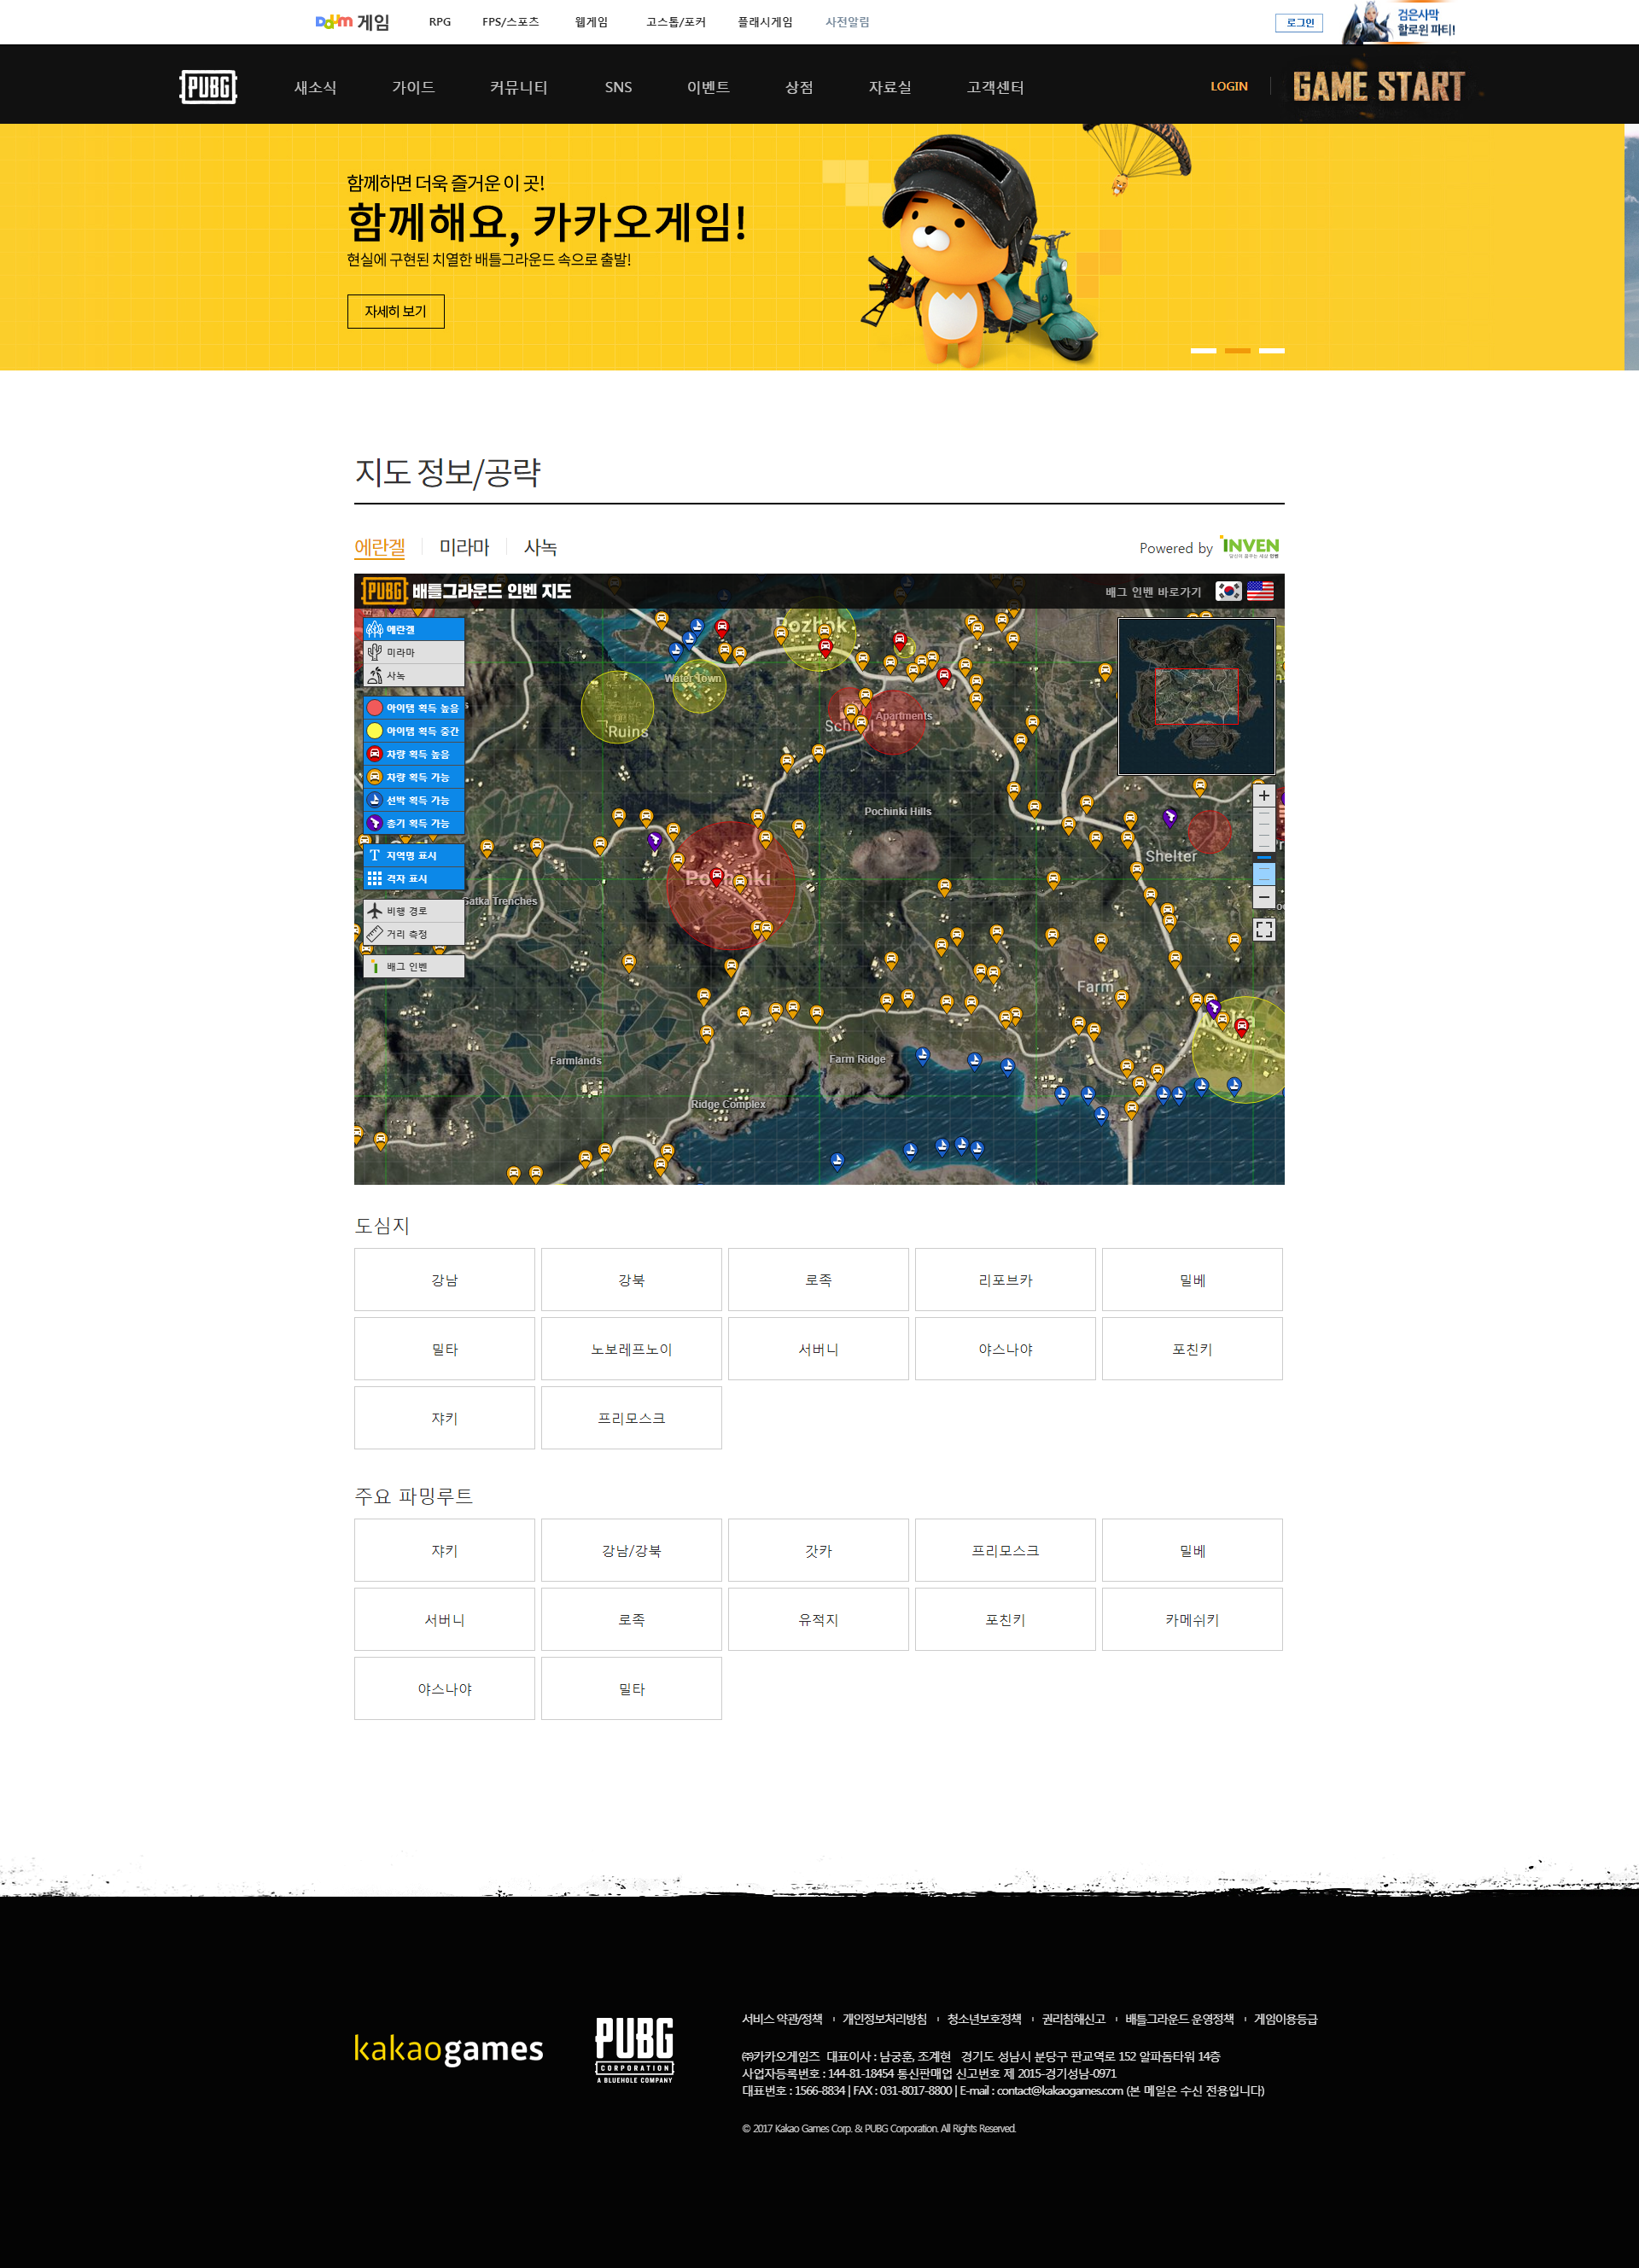 Daum 게임
RPG
FPS/스포츠
웹게임
고스톱/포커
플래시게임
사전알림
로그인
검은사막
할로윈 파티!
PUBG
새소식
가이드
커뮤니티
SNS
이벤트
상점
자료실
고객센터
LOGIN
GAME START
함께하면 더욱 즐거운 이 곳!
함께해요, 카카오게임!
현실에 구현된 치열한 배틀그라운드 속으로 출발!
자세히 보기
지도 정보/공략
에란겔
미라마
사녹
Powered by INVEN
PUBG 배틀그라운드 인벤 지도
배그 인벤 바로가기
에란겔
미라마
사녹
아이템 획득 높음
아이템 획득 중간
차량 획득 높음
차량 획득 가능
선박 획득 가능
총기 획득 가능
T 지역명 표시
격자 표시
비행 경로
거리 측정
배그 인벤
Rozhok
Water Town
Ruins
School
Apartments
Pochinki Hills
Shelter
Pochinki
Gatka Trenches
Farm
Farmlands
Farm Ridge
Ridge Complex
도심지
강남
강북
로족
리포브카
밀베
밀타
노보레프노이
서버니
야스나야
포친키
쟈키
프리모스크
주요 파밍루트
쟈키
강남/강북
갓카
프리모스크
밀베
서버니
로족
유적지
포친키
카메쉬키
야스나야
밀타
kakaogames
PUBG
CORPORATION
A BLUEHOLE COMPANY
서비스 약관/정책
개인정보처리방침
청소년보호정책
권리침해신고
배틀그라운드 운영정책
게임이용등급
㈜카카오게임즈 대표이사 : 남궁훈, 조계현 경기도 성남시 분당구 판교역로 152 알파돔타워 14층
사업자등록번호 : 144-81-18454 통신판매업 신고번호 제 2015-경기성남-0971
대표번호 : 1566-8834 | FAX : 031-8017-8800 | E-mail : contact@kakaogames.com (본 메일은 수신 전용입니다)
© 2017 Kakao Games Corp. & PUBG Corporation. All Rights Reserved.